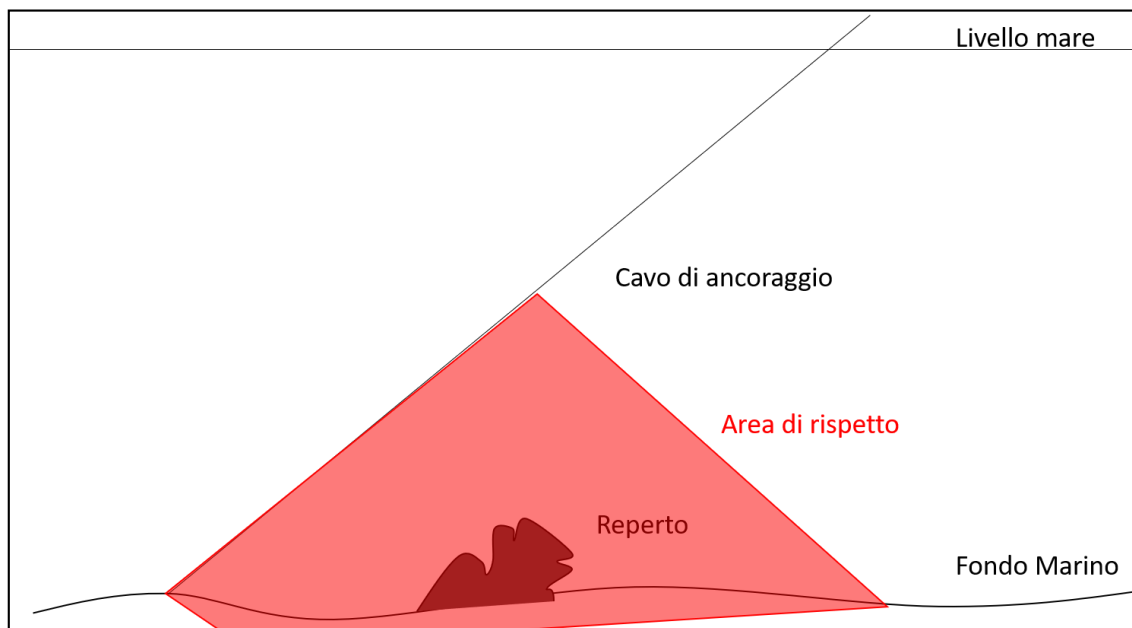 Livello mare
Cavo di ancoraggio
Area di rispetto
Reperto
Fondo Marino